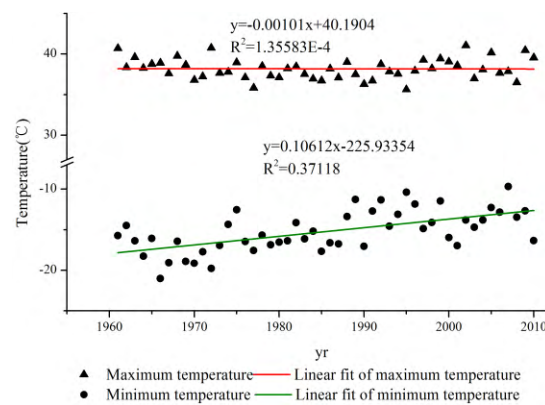 y=-0.00101x+40.1904
R²=1.35583E-4
40
30
y=0.10612x-225.93354
R²=0.37118
-10
-20
Temperature(℃)
1960 1970 1980 1990 2000 2010
yr
Maximum temperature Linear fit of maximum temperature
Minimum temperature Linear fit of minimum temperature